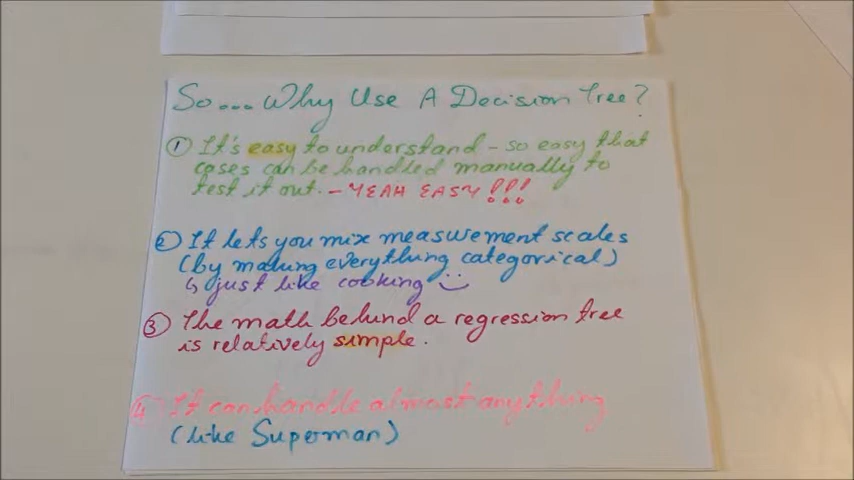 So... Why Use A Decision Tree?
① It's easy to understand - so easy that
cases can be handled manually to
test it out. - YEAH EASY!!!
② It lets you mix measurement scales
(by making everything categorical)
↳ just like cooking :)
③ The math behind a regression tree
is relatively simple.
④ It can handle almost anything
(like Superman)